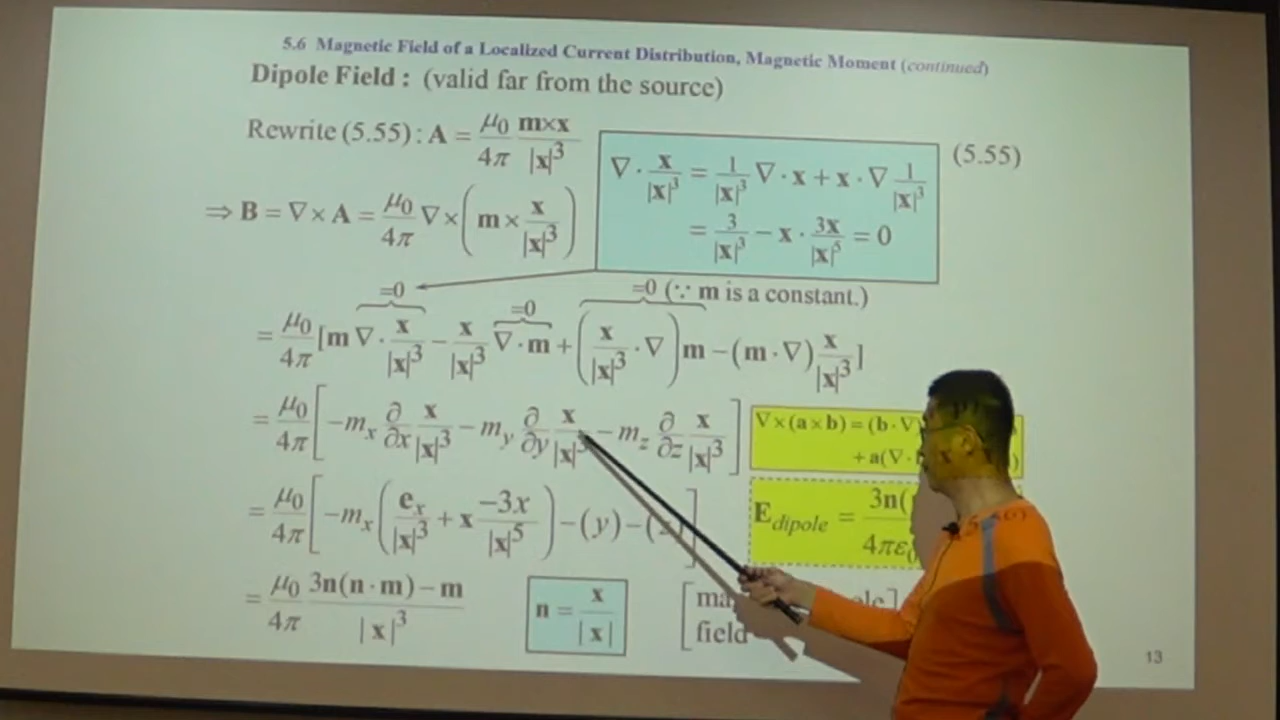 5.6 Magnetic Field of a Localized Current Distribution, Magnetic Moment (continued)
Dipole Field : (valid far from the source)
Rewrite (5.55) : A = μ₀/4π m×x/|x|³ (5.55)
∇ · x/|x|³ = 1/|x|³ ∇ · x + x · ∇ 1/|x|³
= 3/|x|³ − x · 3x/|x|⁵ = 0
⇒ B = ∇ × A = μ₀/4π ∇ × ( m × x/|x|³ )
=0 =0 =0 (∵ m is a constant.)
= μ₀/4π [m ∇ · x/|x|³ − x/|x|³ ∇ · m + ( x/|x|³ · ∇ ) m − (m · ∇) x/|x|³ ]
= μ₀/4π [ −mₓ ∂/∂x x/|x|³ − m_y ∂/∂y x/|x|³ − m_z ∂/∂z x/|x|³ ]
∇ × (a × b) = (b · ∇)
+ a(∇ ·
= μ₀/4π [ −mₓ ( eₓ/|x|³ + x −3x/|x|⁵ ) − (y) − ( ]
E_dipole = 3n( / 4πε₀
= μ₀/4π 3n(n · m) − m / |x|³
n = x/|x|
field
13